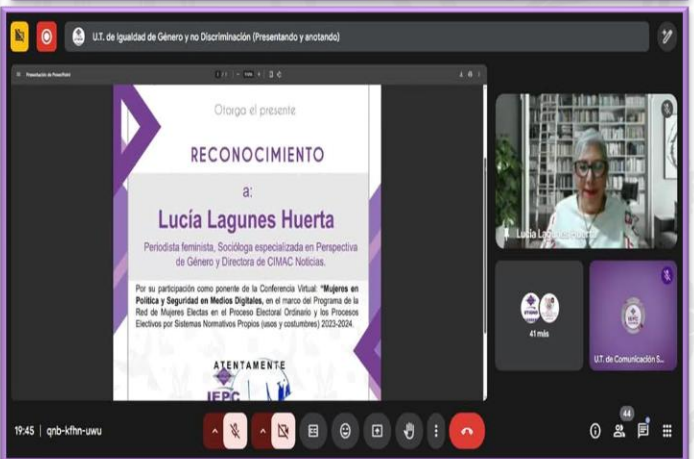 U.T. de Igualdad de Género y no Discriminación (Presentando y anotando)
Presentación de PowerPoint
Otorga el presente
RECONOCIMIENTO
a:
Lucía Lagunes Huerta
Periodista feminista, Socióloga especializada en Perspectiva
de Género y Directora de CIMAC Noticias.
Por su participación como ponente de la Conferencia Virtual: "Mujeres en
Política y Seguridad en Medios Digitales, en el marco del Programa de la
Red de Mujeres Electas en el Proceso Electoral Ordinario y los Procesos
Electivos por Sistemas Normativos Propios (usos y costumbres) 2023-2024.
ATENTAMENTE
IEPC
Lucía Lagunes Huerta
41 más
IEPC
U.T. de Comunicación S...
19:45 | qnb-kfhn-uwu
44